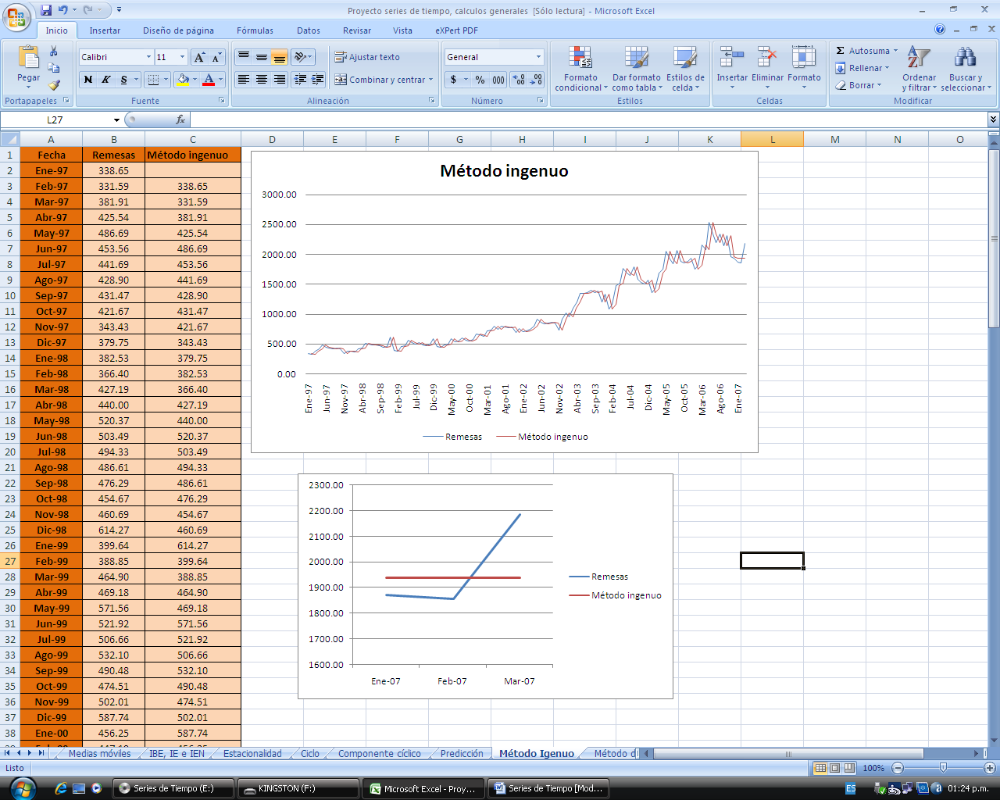 Proyecto series de tiempo, calculos generales [Sólo lectura] - Microsoft Excel
Inicio Insertar Diseño de página Fórmulas Datos Revisar Vista eXpert PDF
Pegar Calibri 11 Ajustar texto General Formato condicional Dar formato como tabla Estilos de celda Insertar Eliminar Formato Autosuma Rellenar Borrar Ordenar y filtrar Buscar y seleccionar
N K S Combinar y centrar $ % 000
Portapapeles Fuente Alineación Número Estilos Celdas Modificar
L27 fx
A B C D E F G H I J K L M N O
1 Fecha Remesas Método ingenuo
2 Ene-97 338.65
3 Feb-97 331.59 338.65
4 Mar-97 381.91 331.59
5 Abr-97 425.54 381.91
6 May-97 486.69 425.54
7 Jun-97 453.56 486.69
8 Jul-97 441.69 453.56
9 Ago-97 428.90 441.69
10 Sep-97 431.47 428.90
11 Oct-97 421.67 431.47
12 Nov-97 343.43 421.67
13 Dic-97 379.75 343.43
14 Ene-98 382.53 379.75
15 Feb-98 366.40 382.53
16 Mar-98 427.19 366.40
17 Abr-98 440.00 427.19
18 May-98 520.37 440.00
19 Jun-98 503.49 520.37
20 Jul-98 494.33 503.49
21 Ago-98 486.61 494.33
22 Sep-98 476.29 486.61
23 Oct-98 454.67 476.29
24 Nov-98 460.69 454.67
25 Dic-98 614.27 460.69
26 Ene-99 399.64 614.27
27 Feb-99 388.85 399.64
28 Mar-99 464.90 388.85
29 Abr-99 469.18 464.90
30 May-99 571.56 469.18
31 Jun-99 521.92 571.56
32 Jul-99 506.66 521.92
33 Ago-99 532.10 506.66
34 Sep-99 490.48 532.10
35 Oct-99 474.51 490.48
36 Nov-99 502.01 474.51
37 Dic-99 587.74 502.01
38 Ene-00 456.25 587.74
Método ingenuo
3000.00
2500.00
2000.00
1500.00
1000.00
500.00
0.00
Ene-97 Jun-97 Nov-97 Abr-98 Sep-98 Feb-99 Jul-99 Dic-99 May-00 Oct-00 Mar-01 Ago-01 Ene-02 Jun-02 Nov-02 Abr-03 Sep-03 Feb-04 Jul-04 Dic-04 May-05 Oct-05 Mar-06 Ago-06 Ene-07
Remesas Método ingenuo
2300.00
2200.00
2100.00
2000.00
1900.00
1800.00
1700.00
1600.00
Ene-07 Feb-07 Mar-07
Remesas
Método ingenuo
Medias móviles IBE, IE e IEN Estacionalidad Ciclo Componente cíclico Predicción Método Igenuo Método d
Listo 100%
Series de Tiempo (E:) KINGSTON (F:) Microsoft Excel - Proy... Series de Tiempo [Mod... ES 01:24 p.m.